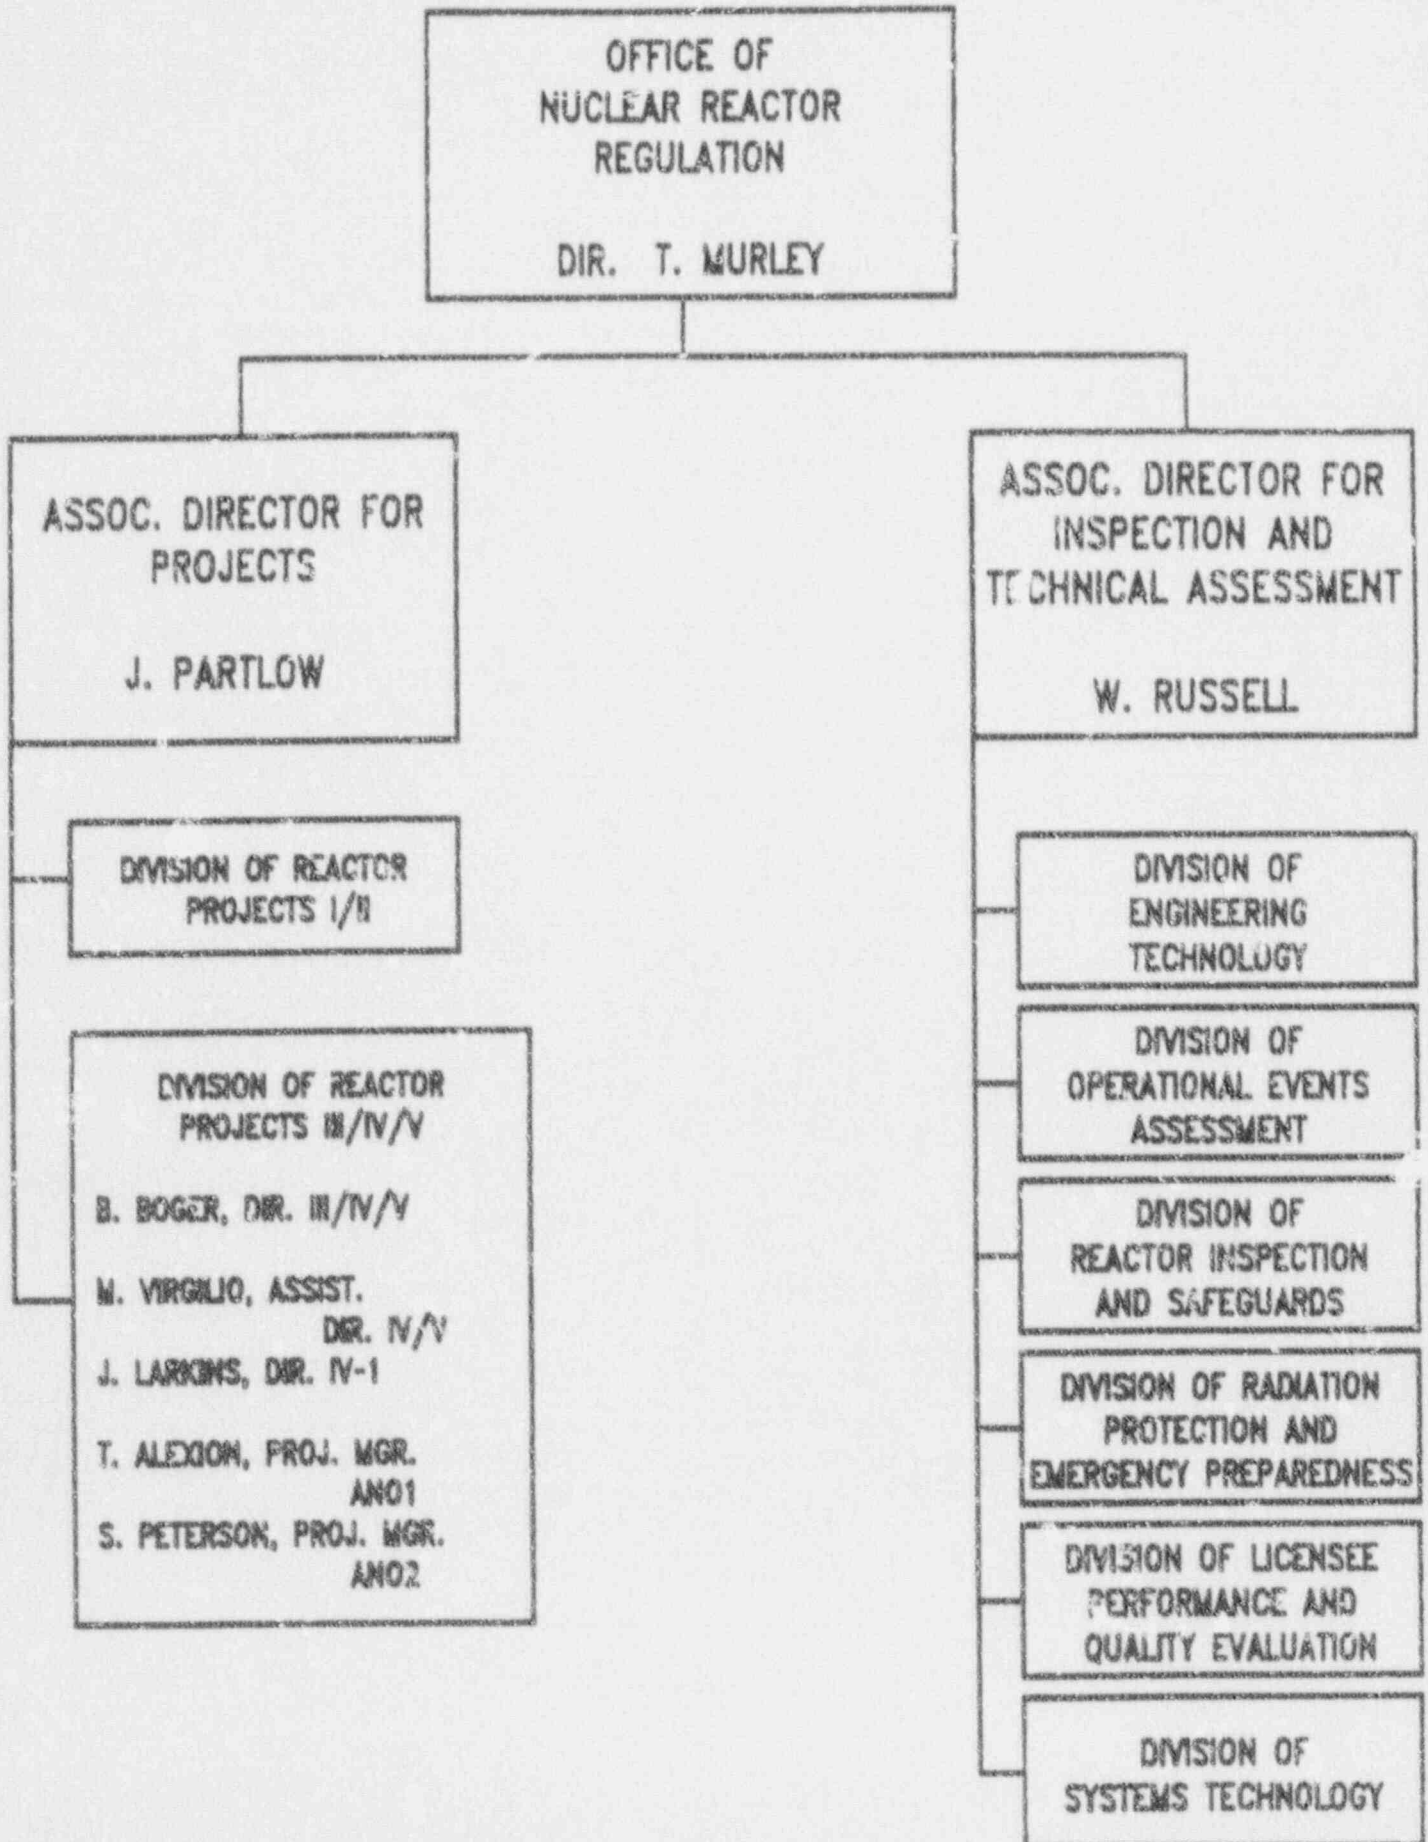 OFFICE OF
NUCLEAR REACTOR
REGULATION
DIR. T. MURLEY
ASSOC. DIRECTOR FOR
PROJECTS
J. PARTLOW
DIVISION OF REACTOR
PROJECTS I/II
DIVISION OF REACTOR
PROJECTS III/IV/V
B. BOGER, DIR. III/IV/V
M. VIRGILIO, ASSIST.
DIR. IV/V
J. LARKINS, DIR. IV-1
T. ALEXION, PROJ. MGR.
ANO1
S. PETERSON, PROJ. MGR.
ANO2
ASSOC. DIRECTOR FOR
INSPECTION AND
TECHNICAL ASSESSMENT
W. RUSSELL
DIVISION OF
ENGINEERING
TECHNOLOGY
DIVISION OF
OPERATIONAL EVENTS
ASSESSMENT
DIVISION OF
REACTOR INSPECTION
AND SAFEGUARDS
DIVISION OF RADIATION
PROTECTION AND
EMERGENCY PREPAREDNESS
DIVISION OF LICENSEE
PERFORMANCE AND
QUALITY EVALUATION
DIVISION OF
SYSTEMS TECHNOLOGY